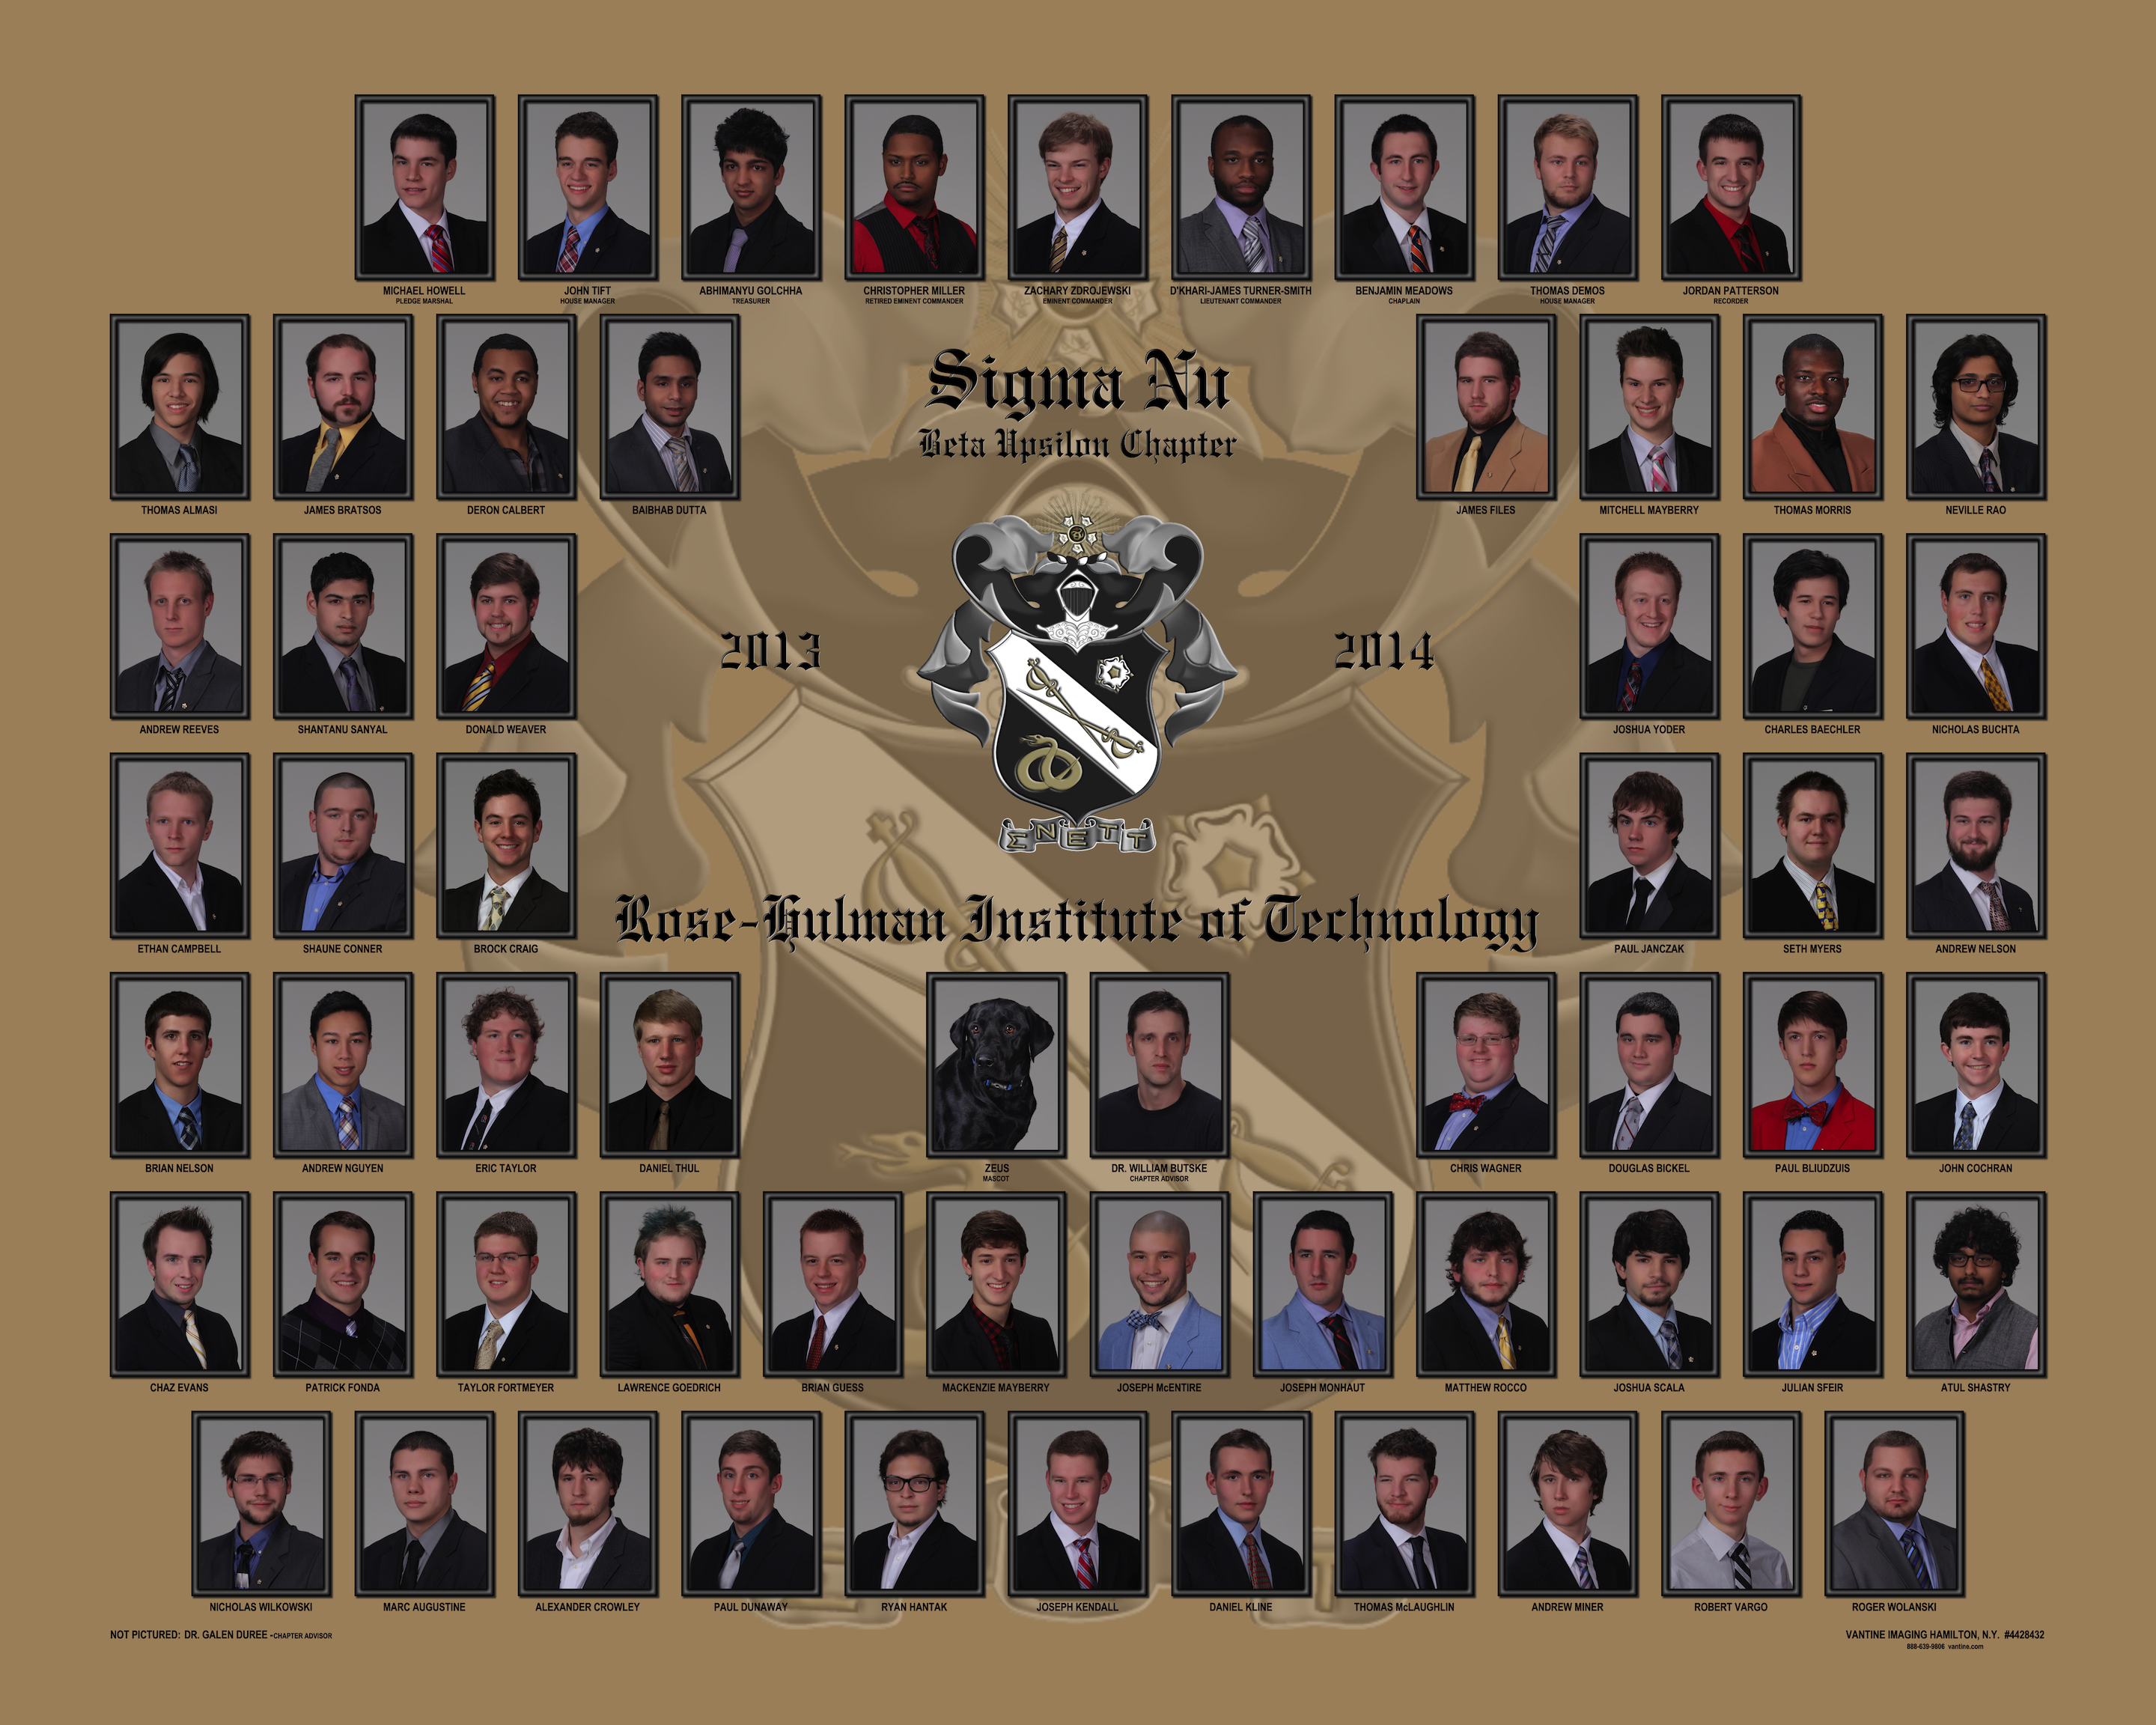 MICHAEL HOWELL
PLEDGE MARSHAL
JOHN TIFT
HOUSE MANAGER
ABHIMANYU GOLCHHA
TREASURER
CHRISTOPHER MILLER
RETIRED EMINENT COMMANDER
ZACHARY ZDROJEWSKI
EMINENT COMMANDER
D'KHARI-JAMES TURNER-SMITH
LIEUTENANT COMMANDER
BENJAMIN MEADOWS
CHAPLAIN
THOMAS DEMOS
HOUSE MANAGER
JORDAN PATTERSON
RECORDER
Sigma Nu
Beta Upsilon Chapter
THOMAS ALMASI
JAMES BRATSOS
DERON CALBERT
BAIBHAB DUTTA
JAMES FILES
MITCHELL MAYBERRY
THOMAS MORRIS
NEVILLE RAO
2013
2014
ANDREW REEVES
SHANTANU SANYAL
DONALD WEAVER
JOSHUA YODER
CHARLES BAECHLER
NICHOLAS BUCHTA
ΣNETT
Rose-Hulman Institute of Technology
ETHAN CAMPBELL
SHAUNE CONNER
BROCK CRAIG
PAUL JANCZAK
SETH MYERS
ANDREW NELSON
BRIAN NELSON
ANDREW NGUYEN
ERIC TAYLOR
DANIEL THUL
ZEUS
MASCOT
DR. WILLIAM BUTSKE
CHAPTER ADVISOR
CHRIS WAGNER
DOUGLAS BICKEL
PAUL BLIUDZUIS
JOHN COCHRAN
CHAZ EVANS
PATRICK FONDA
TAYLOR FORTMEYER
LAWRENCE GOEDRICH
BRIAN GUESS
MACKENZIE MAYBERRY
JOSEPH McENTIRE
JOSEPH MONHAUT
MATTHEW ROCCO
JOSHUA SCALA
JULIAN SFEIR
ATUL SHASTRY
NICHOLAS WILKOWSKI
MARC AUGUSTINE
ALEXANDER CROWLEY
PAUL DUNAWAY
RYAN HANTAK
JOSEPH KENDALL
DANIEL KLINE
THOMAS McLAUGHLIN
ANDREW MINER
ROBERT VARGO
ROGER WOLANSKI
NOT PICTURED: DR. GALEN DUREE -CHAPTER ADVISOR
VANTINE IMAGING HAMILTON, N.Y. #4428432
888-639-9806 vantine.com